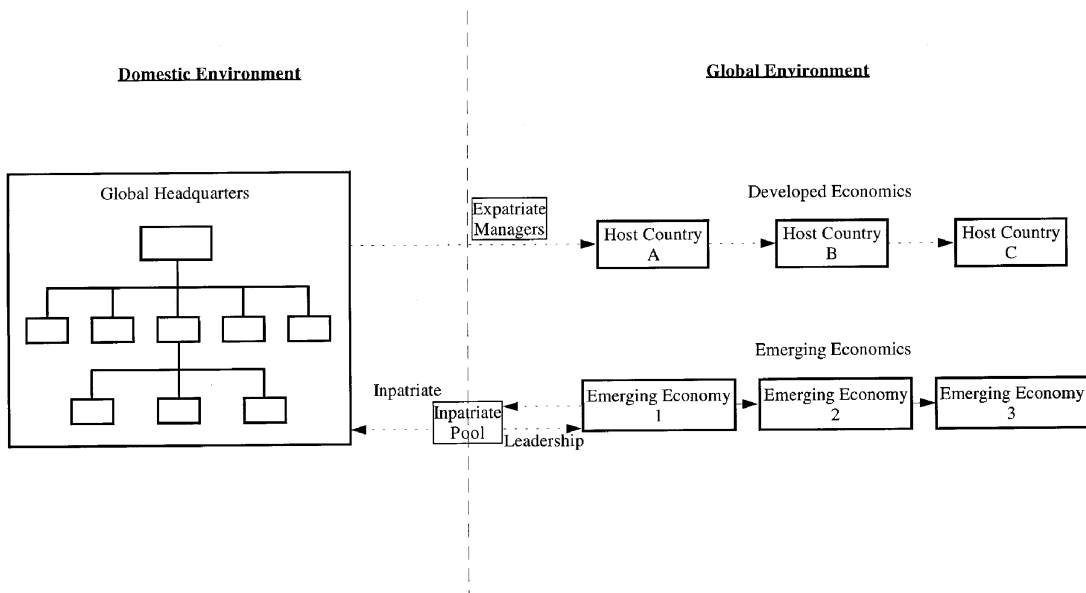 Domestic Environment
Global Environment
Global Headquarters
Expatriate
Managers
Developed Economics
Host Country
A
Host Country
B
Host Country
C
Emerging Economics
Inpatriate
Inpatriate
Pool
Leadership
Emerging Economy
1
Emerging Economy
2
Emerging Economy
3